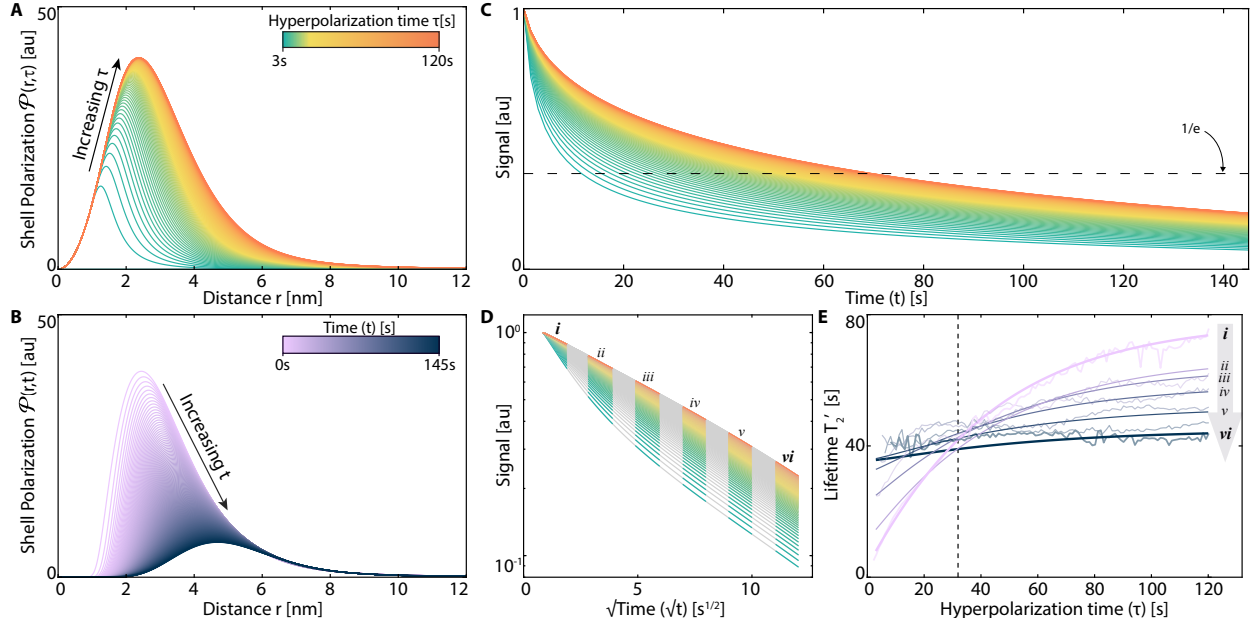 A
50
Shell Polarization 𝒫(r,τ) [au]
0
Hyperpolarization time τ[s]
3s
120s
Increasing τ
0 2 4 6 8 10 12
Distance r [nm]
B
50
Shell Polarization 𝒫(r,t) [au]
0
Time (t) [s]
0s
145s
Increasing t
0 2 4 6 8 10 12
Distance r [nm]
C
1
Signal [au]
0
1/e
0 20 40 60 80 100 120 140
Time (t) [s]
D
10⁰
Signal [au]
10⁻¹
i
ii
iii
iv
v
vi
5 10
√Time (√t) [s^1/2]
E
80
40
0
Lifetime T₂′ [s]
i
ii
iii
iv
v
vi
0 20 40 60 80 100 120
Hyperpolarization time (τ) [s]